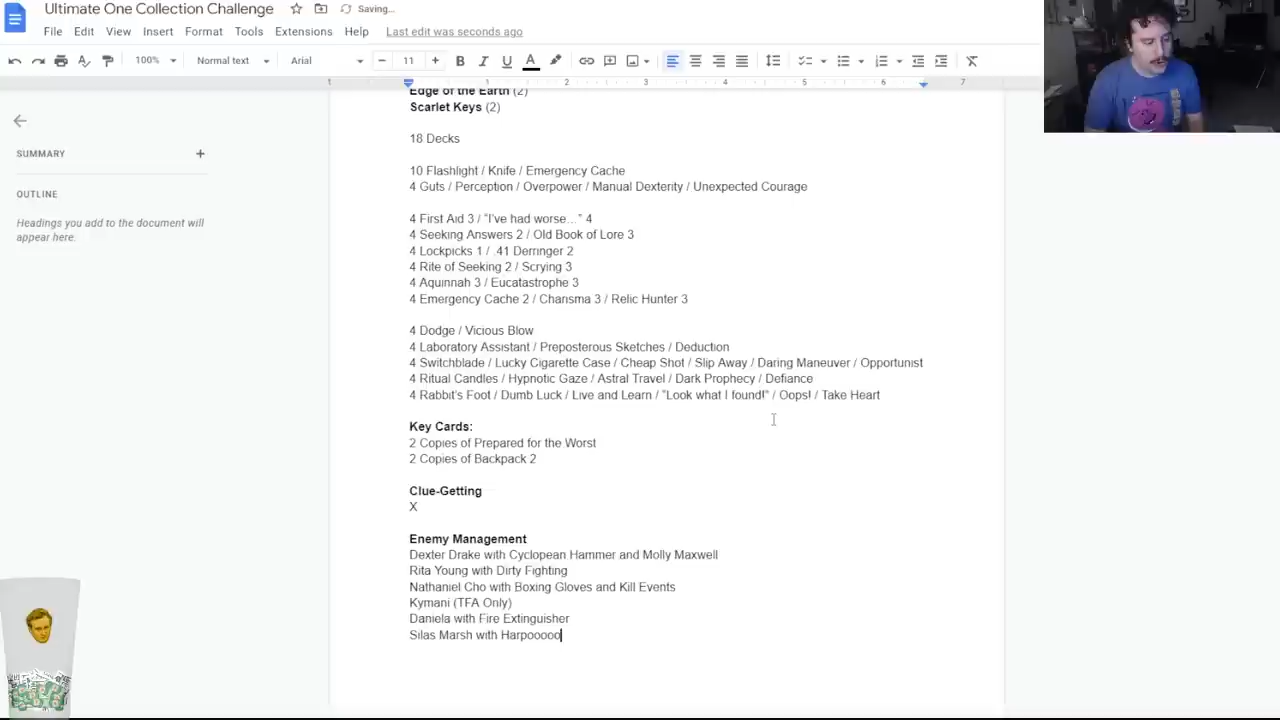 Ultimate One Collection Challenge
Saving...
File Edit View Insert Format Tools Extensions Help Last edit was seconds ago
100% Normal text Arial 11 B I U A
1 1 2 3 4 5 6 7
SUMMARY
OUTLINE
Headings you add to the document will
appear here.
Edge of the Earth (2)
Scarlet Keys (2)
18 Decks
10 Flashlight / Knife / Emergency Cache
4 Guts / Perception / Overpower / Manual Dexterity / Unexpected Courage
4 First Aid 3 / "I've had worse…" 4
4 Seeking Answers 2 / Old Book of Lore 3
4 Lockpicks 1 / .41 Derringer 2
4 Rite of Seeking 2 / Scrying 3
4 Aquinnah 3 / Eucatastrophe 3
4 Emergency Cache 2 / Charisma 3 / Relic Hunter 3
4 Dodge / Vicious Blow
4 Laboratory Assistant / Preposterous Sketches / Deduction
4 Switchblade / Lucky Cigarette Case / Cheap Shot / Slip Away / Daring Maneuver / Opportunist
4 Ritual Candles / Hypnotic Gaze / Astral Travel / Dark Prophecy / Defiance
4 Rabbit's Foot / Dumb Luck / Live and Learn / "Look what I found!" / Oops! / Take Heart
Key Cards:
2 Copies of Prepared for the Worst
2 Copies of Backpack 2
Clue-Getting
X
Enemy Management
Dexter Drake with Cyclopean Hammer and Molly Maxwell
Rita Young with Dirty Fighting
Nathaniel Cho with Boxing Gloves and Kill Events
Kymani (TFA Only)
Daniela with Fire Extinguisher
Silas Marsh with Harpooooo